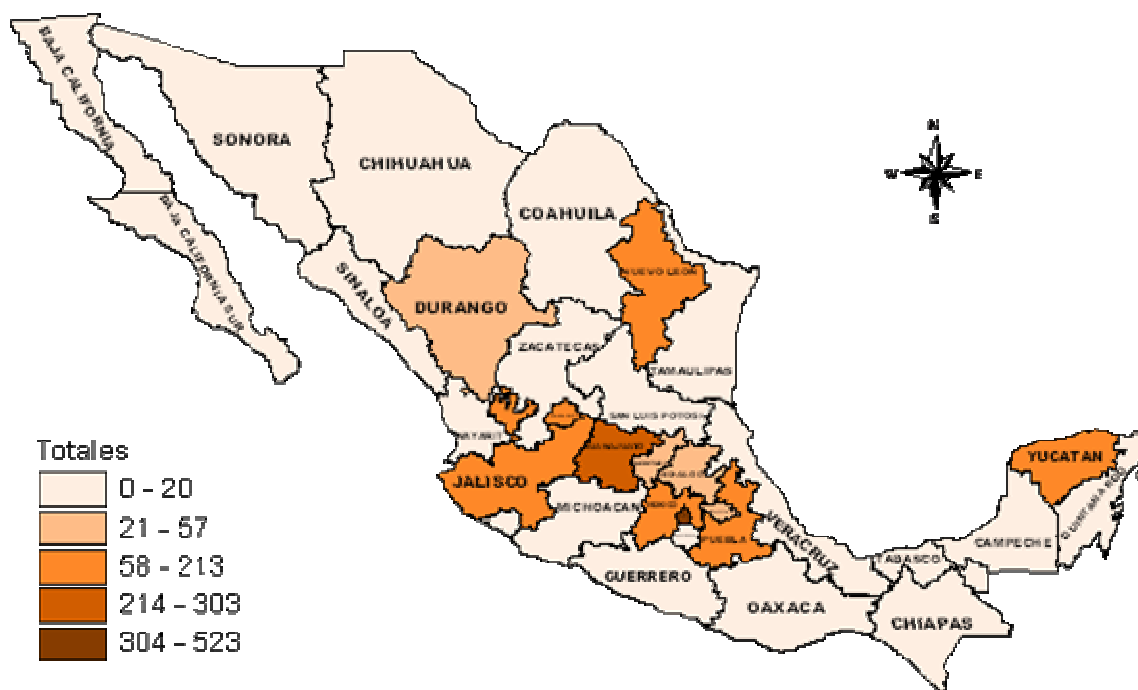 BAJA CALIFORNIA
SONORA
CHIHUAHUA
COAHUILA
N
W
E
S
BAJA CALIFORNIA SUR
SINALOA
DURANGO
NUEVO LEON
ZACATECAS
TAMAULIPAS
NAYARIT
SAN LUIS POTOSI
GUANAJUATO
HIDALGO
JALISCO
MICHOACAN
PUEBLA
VERACRUZ
YUCATAN
QUINTANA ROO
CAMPECHE
TABASCO
GUERRERO
OAXACA
CHIAPAS
Totales
0 - 20
21 - 57
58 - 213
214 - 303
304 - 523